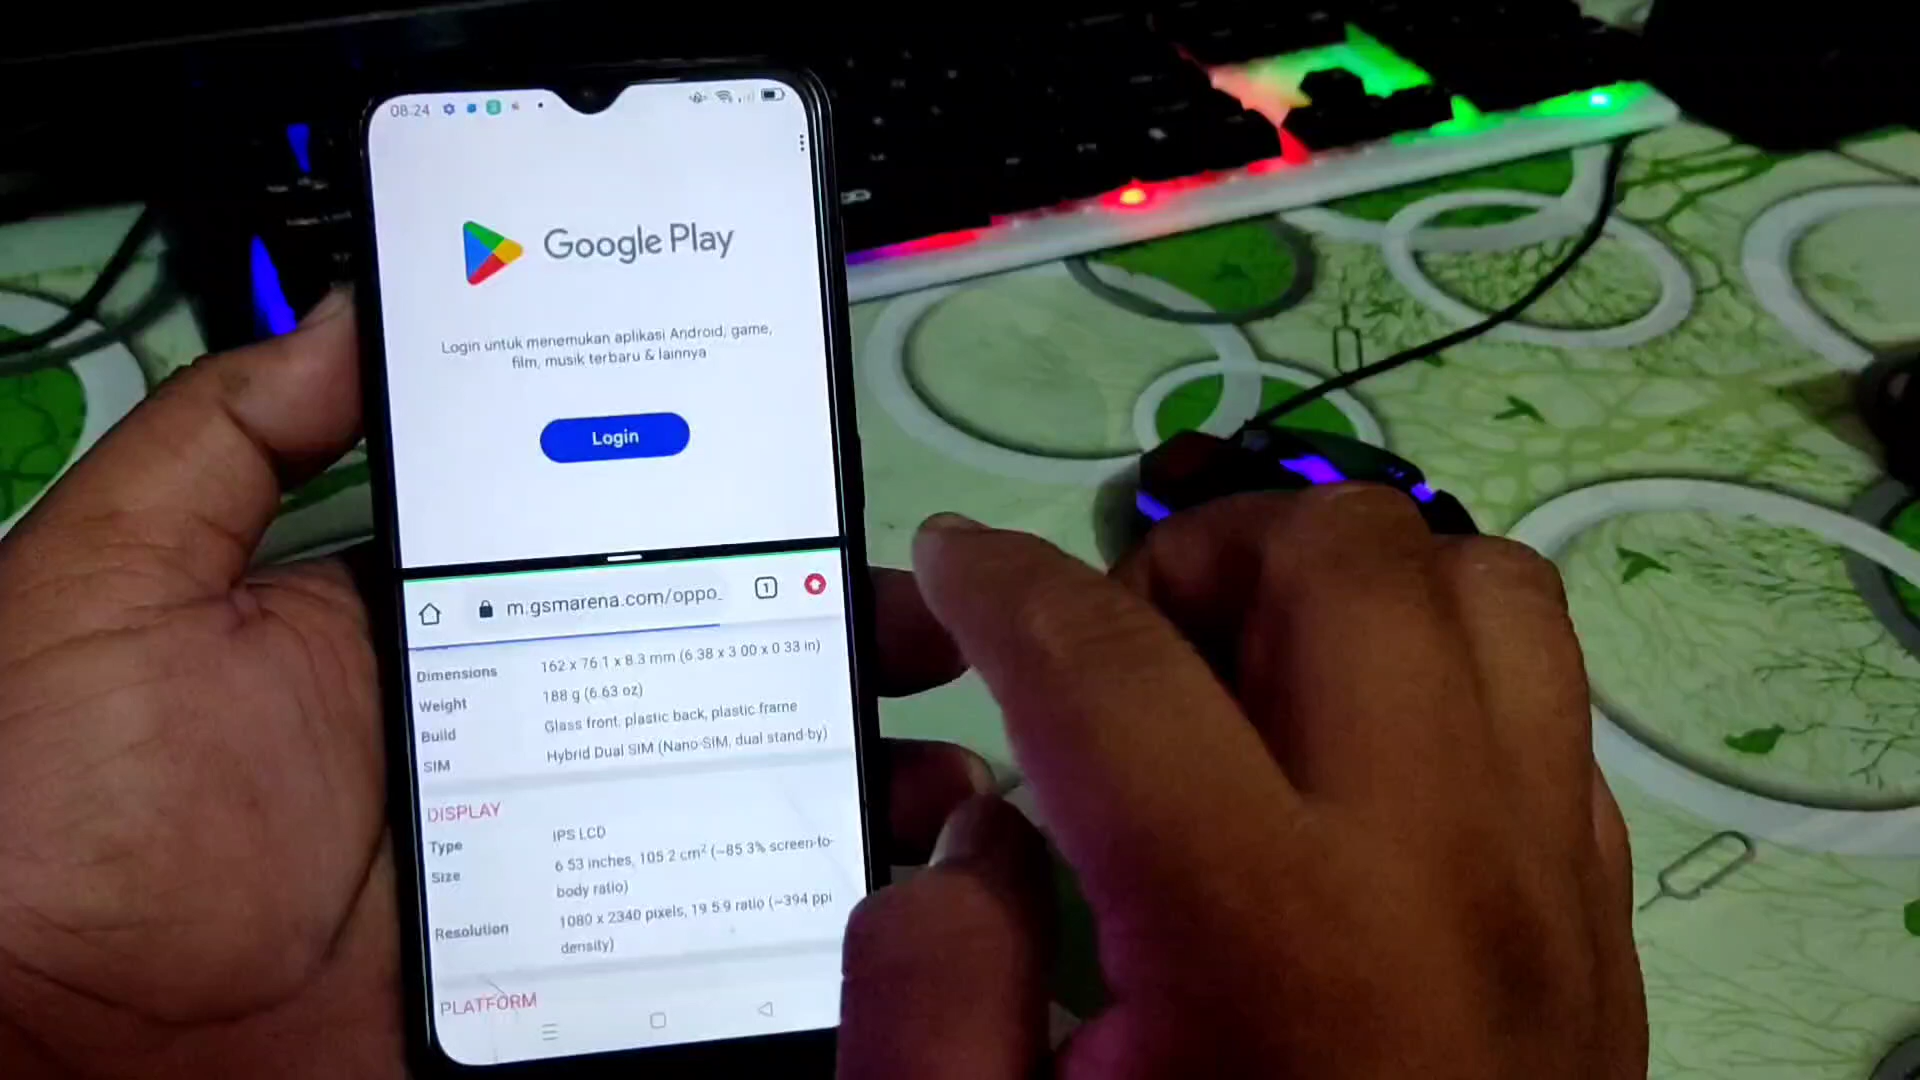 08:24
Google Play
Login untuk menemukan aplikasi Android, game,
film, musik terbaru & lainnya
Login
m.gsmarena.com/oppo_
1
Dimensions 162 x 76.1 x 8.3 mm (6.38 x 3.00 x 0.33 in)
Weight 188 g (6.63 oz)
Build Glass front, plastic back, plastic frame
SIM Hybrid Dual SIM (Nano-SIM, dual stand-by)
DISPLAY
Type IPS LCD
Size 6.53 inches, 105.2 cm² (~85.3% screen-to-
body ratio)
Resolution 1080 x 2340 pixels, 19.5:9 ratio (~394 ppi
density)
PLATFORM